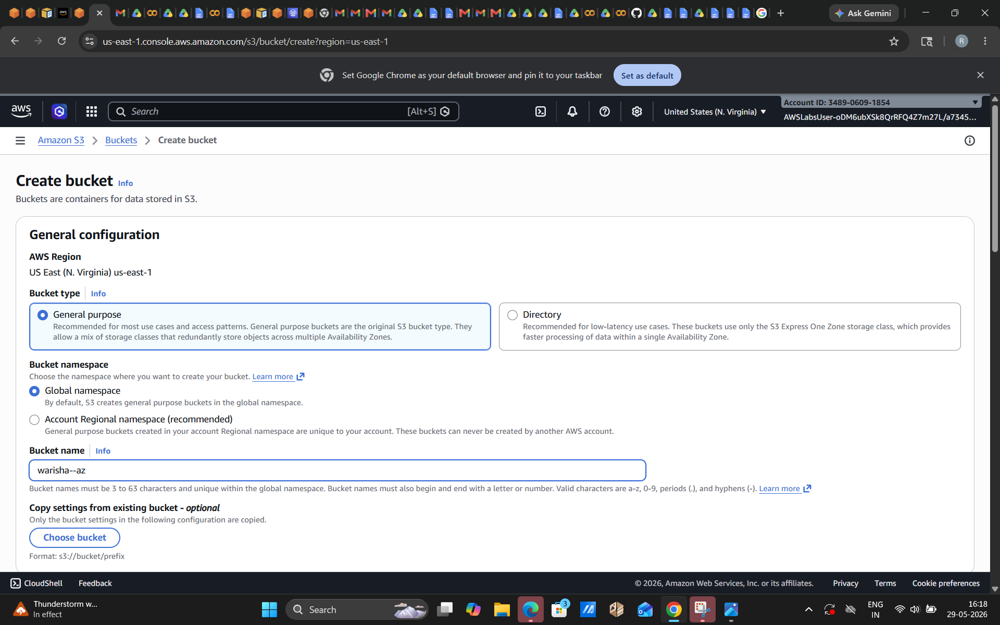 Ask Gemini
us-east-1.console.aws.amazon.com/s3/bucket/create?region=us-east-1
R
Set Google Chrome as your default browser and pin it to your taskbar
Set as default
aws
Search
[Alt+S]
United States (N. Virginia)
Account ID: 3489-0609-1854
AWSLabsUser-oDM6ubXSk8QrRFQ4Z7m27L/a7345...
Amazon S3
Buckets
Create bucket
Create bucket Info
Buckets are containers for data stored in S3.
General configuration
AWS Region
US East (N. Virginia) us-east-1
Bucket type Info
General purpose
Recommended for most use cases and access patterns. General purpose buckets are the original S3 bucket type. They
allow a mix of storage classes that redundantly store objects across multiple Availability Zones.
Directory
Recommended for low-latency use cases. These buckets use only the S3 Express One Zone storage class, which provides
faster processing of data within a single Availability Zone.
Bucket namespace
Choose the namespace where you want to create your bucket. Learn more
Global namespace
By default, S3 creates general purpose buckets in the global namespace.
Account Regional namespace (recommended)
General purpose buckets created in your account Regional namespace are unique to your account. These buckets can never be created by another AWS account.
Bucket name Info
warisha--az
Bucket names must be 3 to 63 characters and unique within the global namespace. Bucket names must also begin and end with a letter or number. Valid characters are a-z, 0-9, periods (.), and hyphens (-). Learn more
Copy settings from existing bucket - optional
Only the bucket settings in the following configuration are copied.
Choose bucket
Format: s3://bucket/prefix
CloudShell
Feedback
© 2026, Amazon Web Services, Inc. or its affiliates.
Privacy
Terms
Cookie preferences
Thunderstorm w...
In effect
Search
3
ENG
IN
16:18
29-05-2026